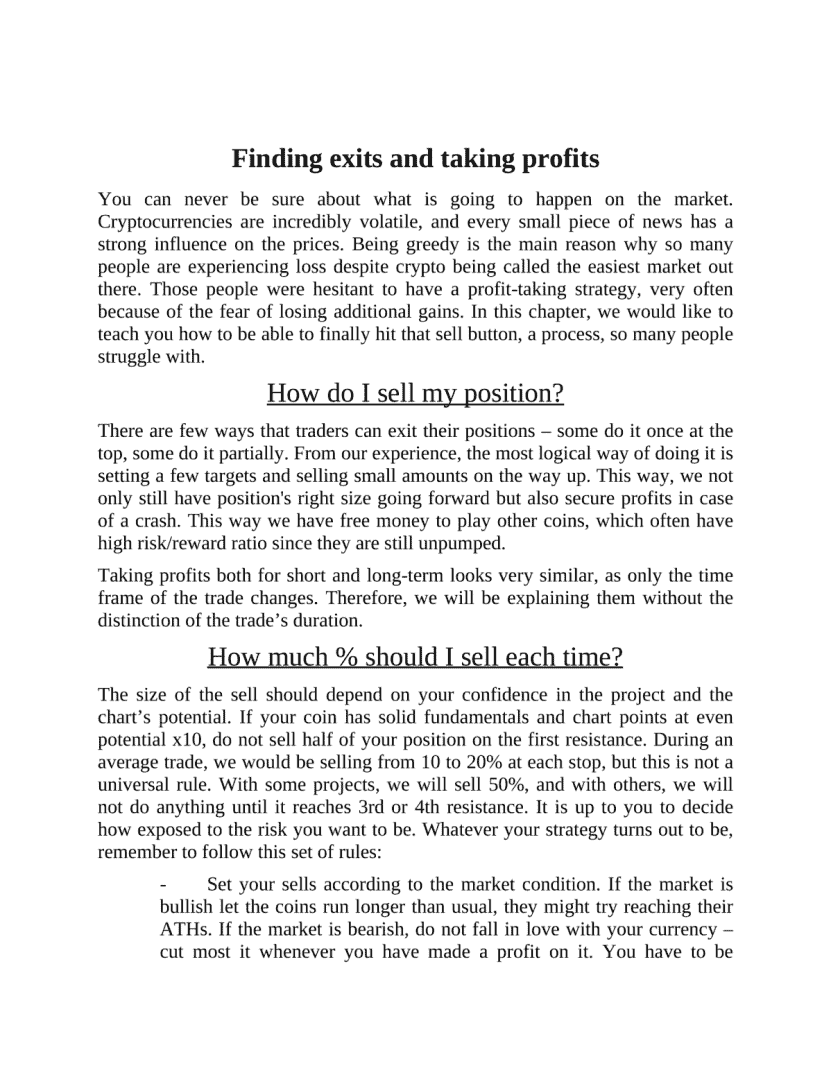 Finding exits and taking profits
You can never be sure about what is going to happen on the market.
Cryptocurrencies are incredibly volatile, and every small piece of news has a
strong influence on the prices. Being greedy is the main reason why so many
people are experiencing loss despite crypto being called the easiest market out
there. Those people were hesitant to have a profit-taking strategy, very often
because of the fear of losing additional gains. In this chapter, we would like to
teach you how to be able to finally hit that sell button, a process, so many people
struggle with.
How do I sell my position?
There are few ways that traders can exit their positions – some do it once at the
top, some do it partially. From our experience, the most logical way of doing it is
setting a few targets and selling small amounts on the way up. This way, we not
only still have position's right size going forward but also secure profits in case
of a crash. This way we have free money to play other coins, which often have
high risk/reward ratio since they are still unpumped.
Taking profits both for short and long-term looks very similar, as only the time
frame of the trade changes. Therefore, we will be explaining them without the
distinction of the trade’s duration.
How much % should I sell each time?
The size of the sell should depend on your confidence in the project and the
chart’s potential. If your coin has solid fundamentals and chart points at even
potential x10, do not sell half of your position on the first resistance. During an
average trade, we would be selling from 10 to 20% at each stop, but this is not a
universal rule. With some projects, we will sell 50%, and with others, we will
not do anything until it reaches 3rd or 4th resistance. It is up to you to decide
how exposed to the risk you want to be. Whatever your strategy turns out to be,
remember to follow this set of rules:
- Set your sells according to the market condition. If the market is
bullish let the coins run longer than usual, they might try reaching their
ATHs. If the market is bearish, do not fall in love with your currency –
cut most it whenever you have made a profit on it. You have to be